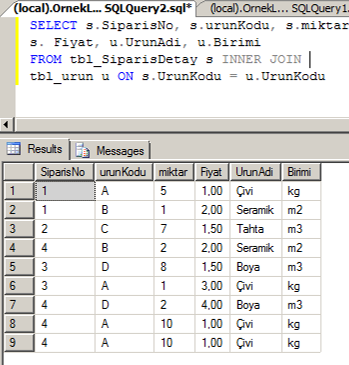 (local).OrnekL... SQLQuery2.sql* (local).OrnekL... SQLQuery1.
SELECT s.SiparisNo, s.urunKodu, s.miktar
s. Fiyat, u.UrunAdi, u.Birimi
FROM tbl_SiparisDetay s INNER JOIN
tbl_urun u ON s.UrunKodu = u.UrunKodu
Results Messages
SiparisNo urunKodu miktar Fiyat UrunAdi Birimi
1 1 A 5 1,00 Çivi kg
2 1 B 1 2,00 Seramik m2
3 2 C 7 1,50 Tahta m3
4 4 B 2 2,00 Seramik m2
5 3 D 8 1,50 Boya m3
6 3 A 1 3,00 Çivi kg
7 4 D 2 4,00 Boya m3
8 4 A 10 1,00 Çivi kg
9 4 A 10 1,00 Çivi kg